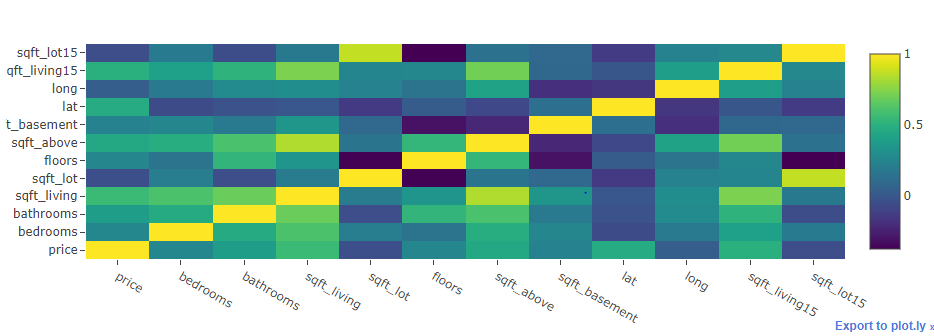 sqft_lot15
qft_living15
long
lat
t_basement
sqft_above
floors
sqft_lot
sqft_living
bathrooms
bedrooms
price
price
bedrooms
bathrooms
sqft_living
sqft_lot
floors
sqft_above
sqft_basement
lat
long
sqft_living15
sqft_lot15
1
0.5
0
Export to plot.ly »